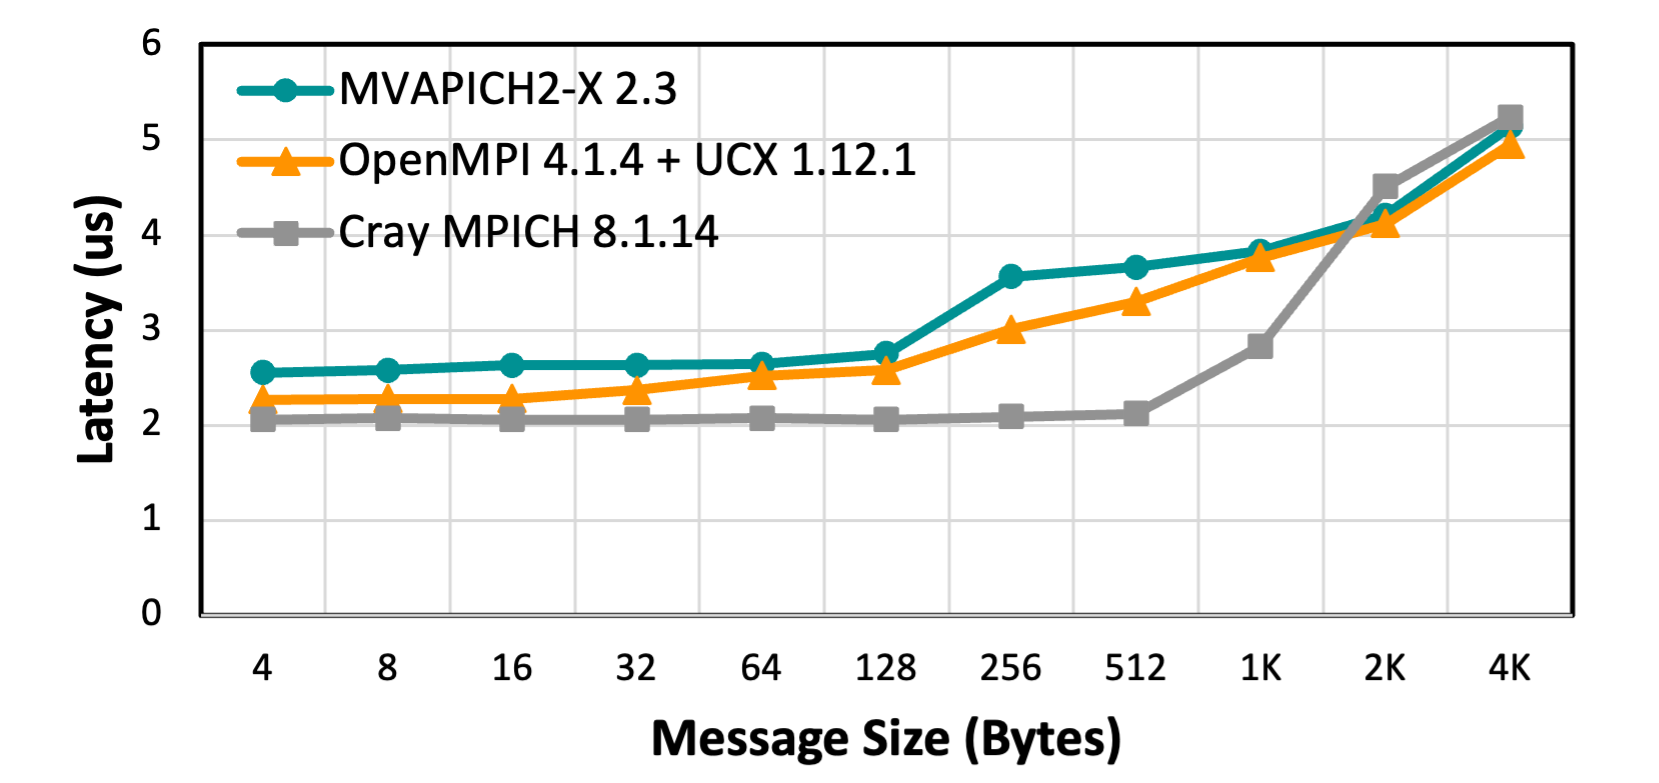 6
5
4
3
2
1
0
Latency (us)
MVAPICH2-X 2.3
OpenMPI 4.1.4 + UCX 1.12.1
Cray MPICH 8.1.14
4 8 16 32 64 128 256 512 1K 2K 4K
Message Size (Bytes)